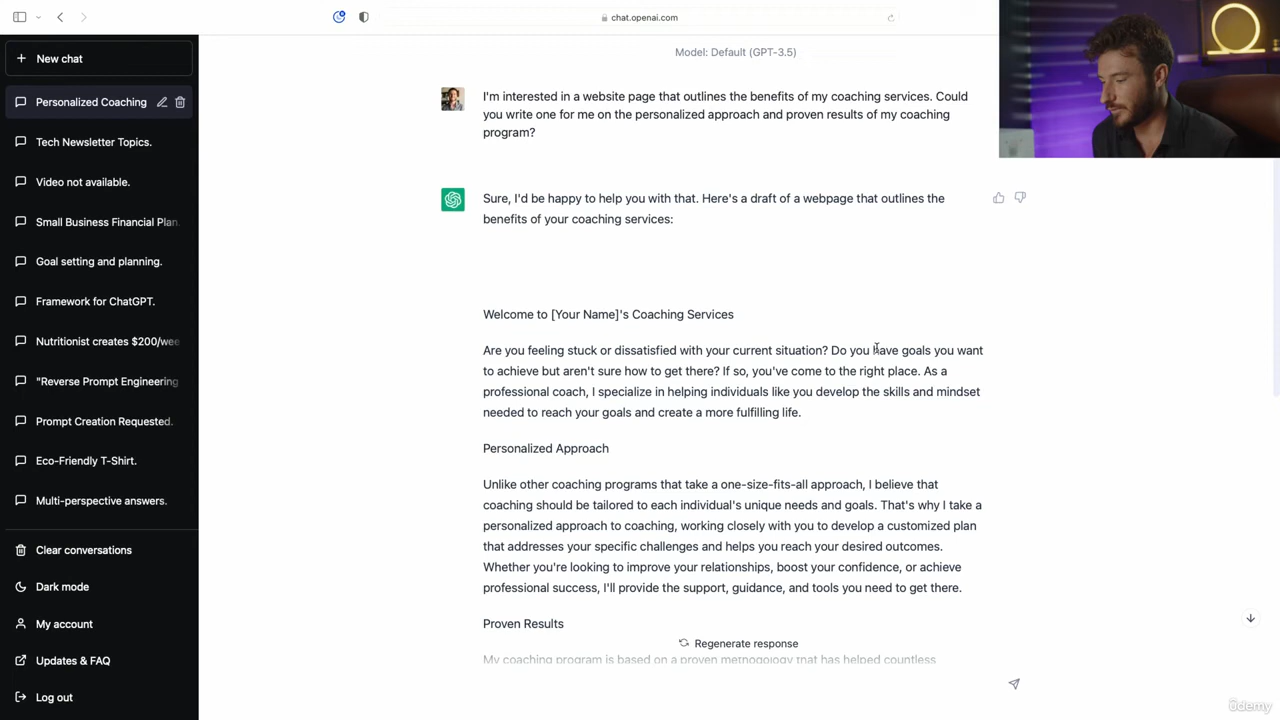 chat.openai.com
New chat
Model: Default (GPT-3.5)
Personalized Coaching
Tech Newsletter Topics.
Video not available.
Small Business Financial Plan.
Goal setting and planning.
Framework for ChatGPT.
Nutritionist creates $200/wee
"Reverse Prompt Engineering
Prompt Creation Requested.
Eco-Friendly T-Shirt.
Multi-perspective answers.
Clear conversations
Dark mode
My account
Updates & FAQ
Log out
I'm interested in a website page that outlines the benefits of my coaching services. Could
you write one for me on the personalized approach and proven results of my coaching
program?
Sure, I'd be happy to help you with that. Here's a draft of a webpage that outlines the
benefits of your coaching services:
Welcome to [Your Name]'s Coaching Services
Are you feeling stuck or dissatisfied with your current situation? Do you have goals you want
to achieve but aren't sure how to get there? If so, you've come to the right place. As a
professional coach, I specialize in helping individuals like you develop the skills and mindset
needed to reach your goals and create a more fulfilling life.
Personalized Approach
Unlike other coaching programs that take a one-size-fits-all approach, I believe that
coaching should be tailored to each individual's unique needs and goals. That's why I take a
personalized approach to coaching, working closely with you to develop a customized plan
that addresses your specific challenges and helps you reach your desired outcomes.
Whether you're looking to improve your relationships, boost your confidence, or achieve
professional success, I'll provide the support, guidance, and tools you need to get there.
Proven Results
Regenerate response
My coaching program is based on a proven methodology that has helped countless
udemy